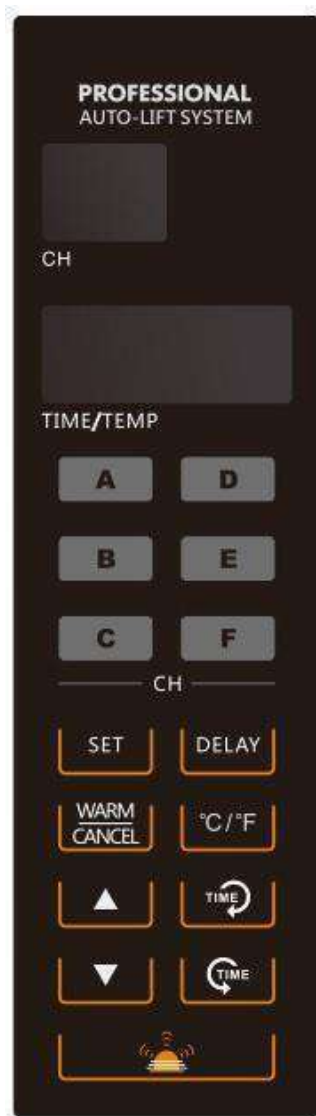 PROFESSIONAL
AUTO-LIFT SYSTEM
CH
TIME/TEMP
A D
B E
C F
CH
SET DELAY
WARM
CANCEL
℃/℉
TIME
TIME